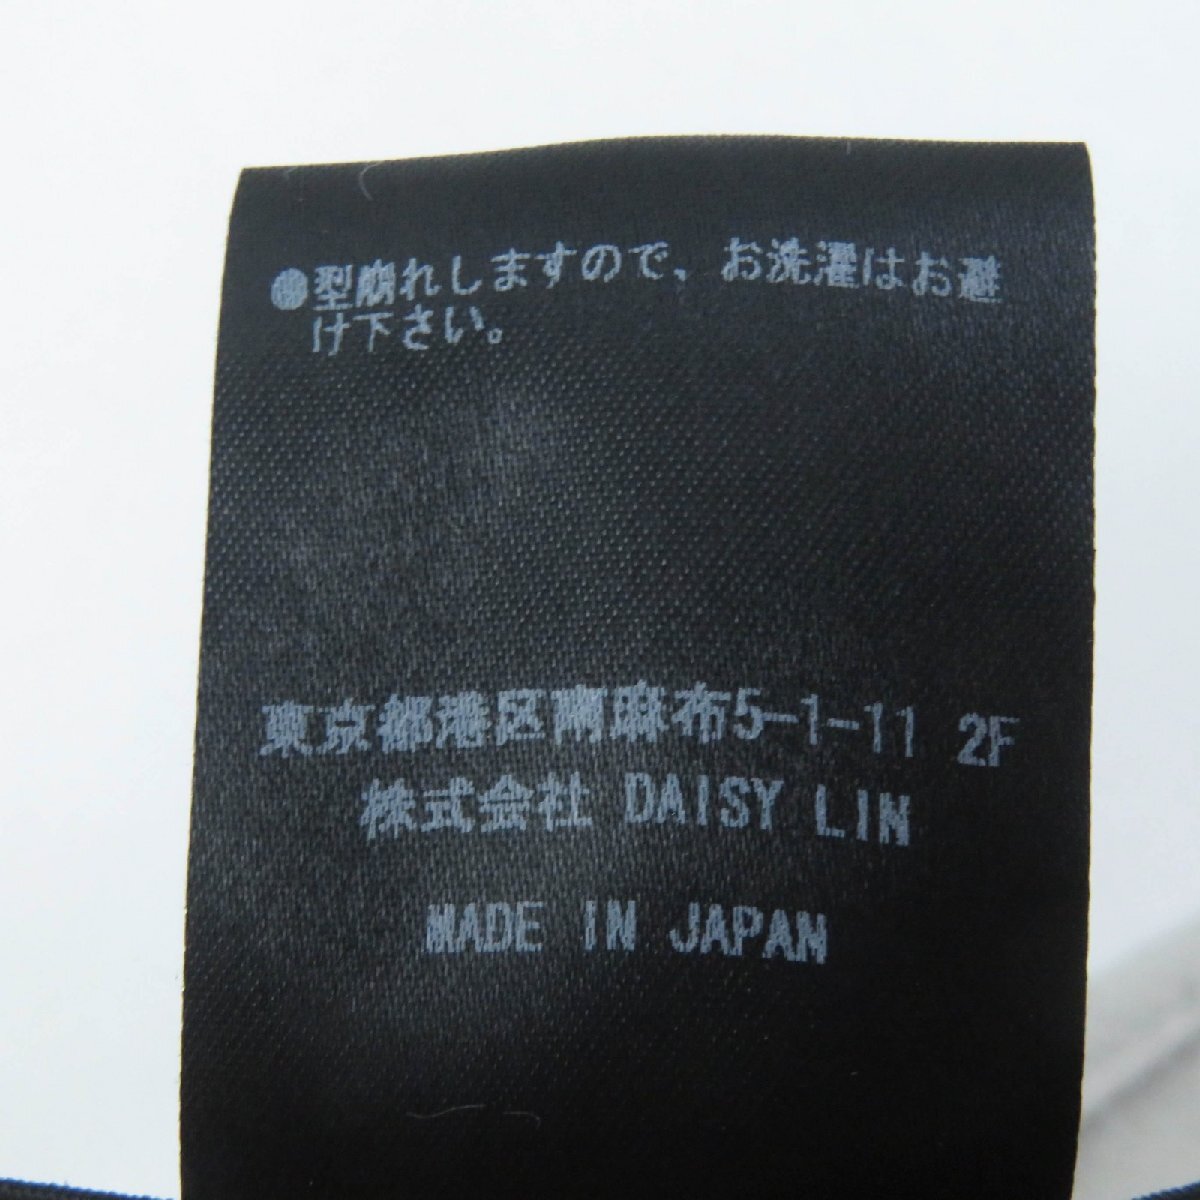 ●型崩れしますので、お洗濯はお避
け下さい。
東京都港区南麻布5-1-11 2F
株式会社 DAISY LIN
MADE IN JAPAN